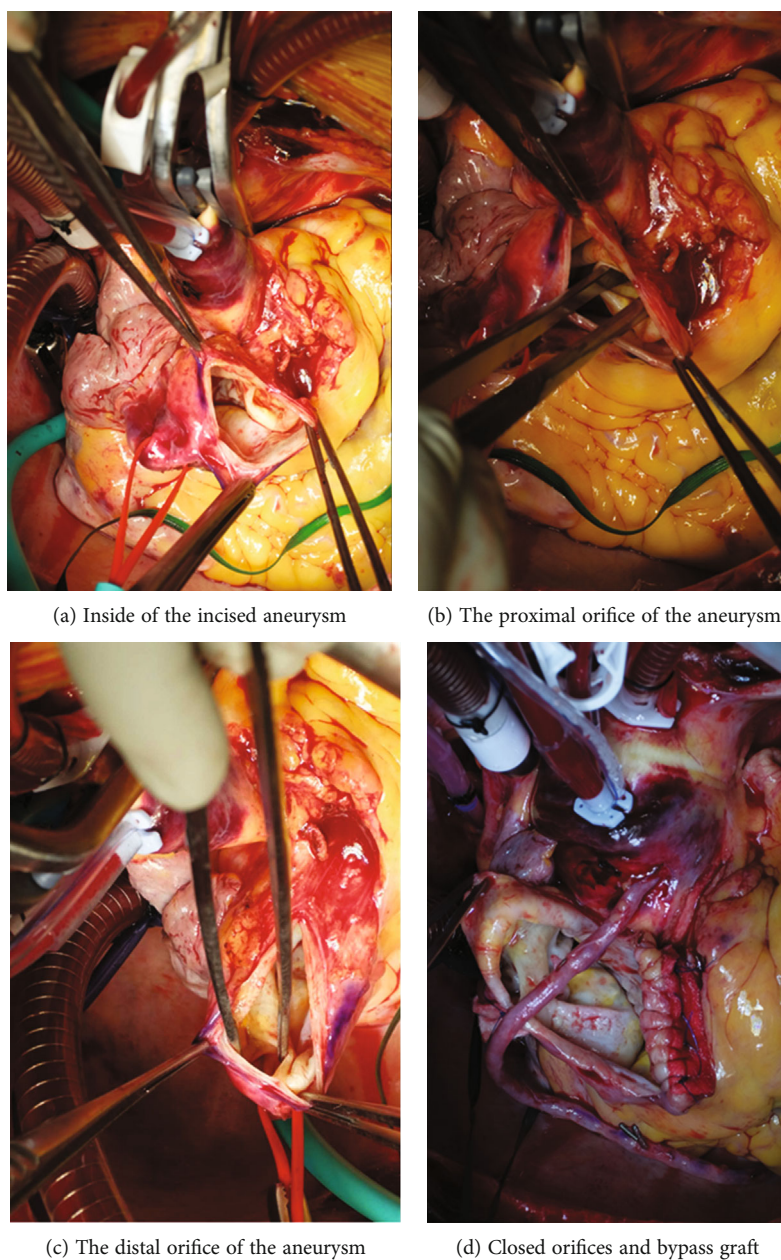 (a) Inside of the incised aneurysm
(b) The proximal orifice of the aneurysm
(c) The distal orifice of the aneurysm
(d) Closed orifices and bypass graft